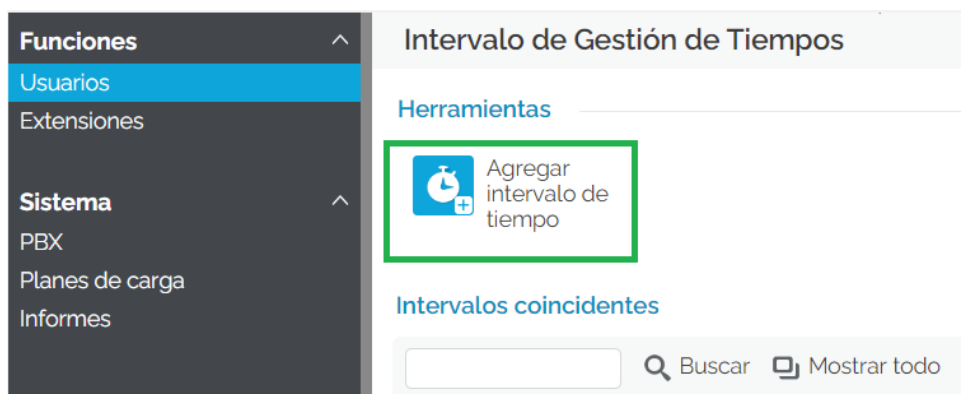 Funciones
Usuarios
Extensiones
Sistema
PBX
Planes de carga
Informes
Intervalo de Gestión de Tiempos
Herramientas
Agregar
intervalo de
tiempo
Intervalos coincidentes
Buscar Mostrar todo